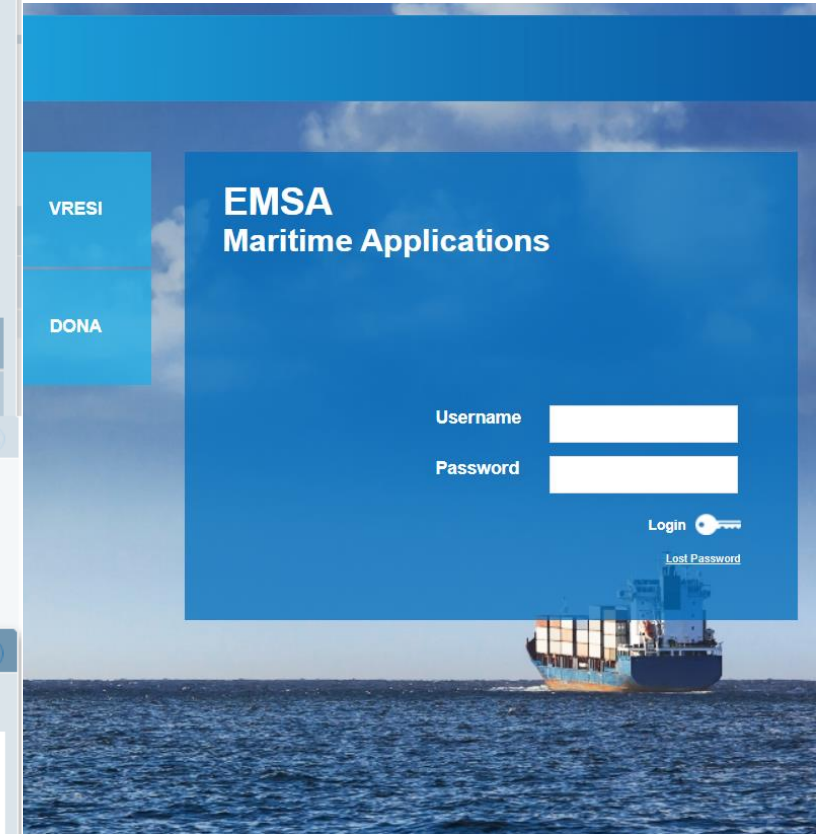 VRESI
DONA
EMSA
Maritime Applications
Username
Password
Login
Lost Password